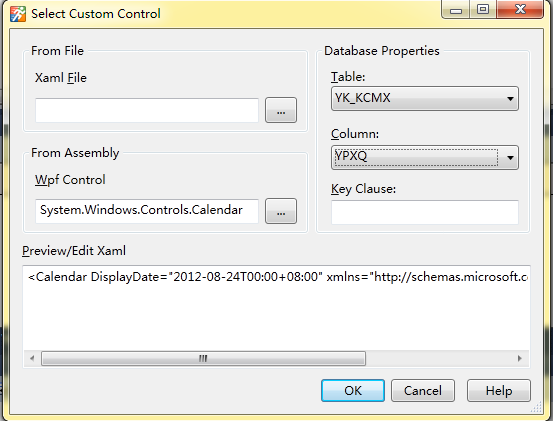 Select Custom Control
From File
Xaml File
...
From Assembly
Wpf Control
System.Windows.Controls.Calendar
...
Database Properties
Table:
YK_KCMX
Column:
YPXQ
Key Clause:
Preview/Edit Xaml
<Calendar DisplayDate="2012-08-24T00:00+08:00" xmlns="http://schemas.microsoft.c
OK
Cancel
Help